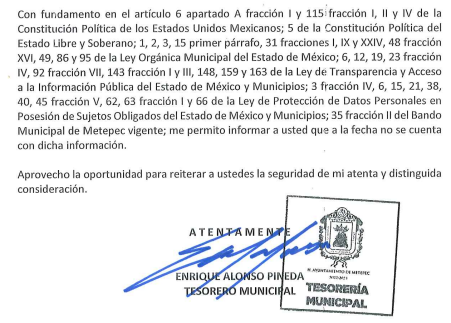 Con fundamento en el artículo 6 apartado A fracción I y 115 fracción I, II y IV de la
Constitución Política de los Estados Unidos Mexicanos; 5 de la Constitución Política del
Estado Libre y Soberano; 1, 2, 3, 15 primer párrafo, 31 fracciones I, IX y XXIV, 48 fracción
XVI, 49, 86 y 95 de la Ley Orgánica Municipal del Estado de México; 6, 12, 19, 23 fracción
IV, 92 fracción VII, 143 fracción I y III, 148, 159 y 163 de la Ley de Transparencia y Acceso
a la Información Pública del Estado de México y Municipios; 3 fracción IV, 6, 15, 21, 38,
40, 45 fracción V, 62, 63 fracción I y 66 de la Ley de Protección de Datos Personales en
Posesión de Sujetos Obligados del Estado de México y Municipios; 35 fracción II del Bando
Municipal de Metepec vigente; me permito informar a usted que a la fecha no se cuenta
con dicha información.
Aprovecho la oportunidad para reiterar a ustedes la seguridad de mi atenta y distinguida
consideración.
ATENTAMENTE
ENRIQUE ALONSO PINEDA
TESORERO MUNICIPAL
H. AYUNTAMIENTO DE METEPEC
TESORERÍA
MUNICIPAL